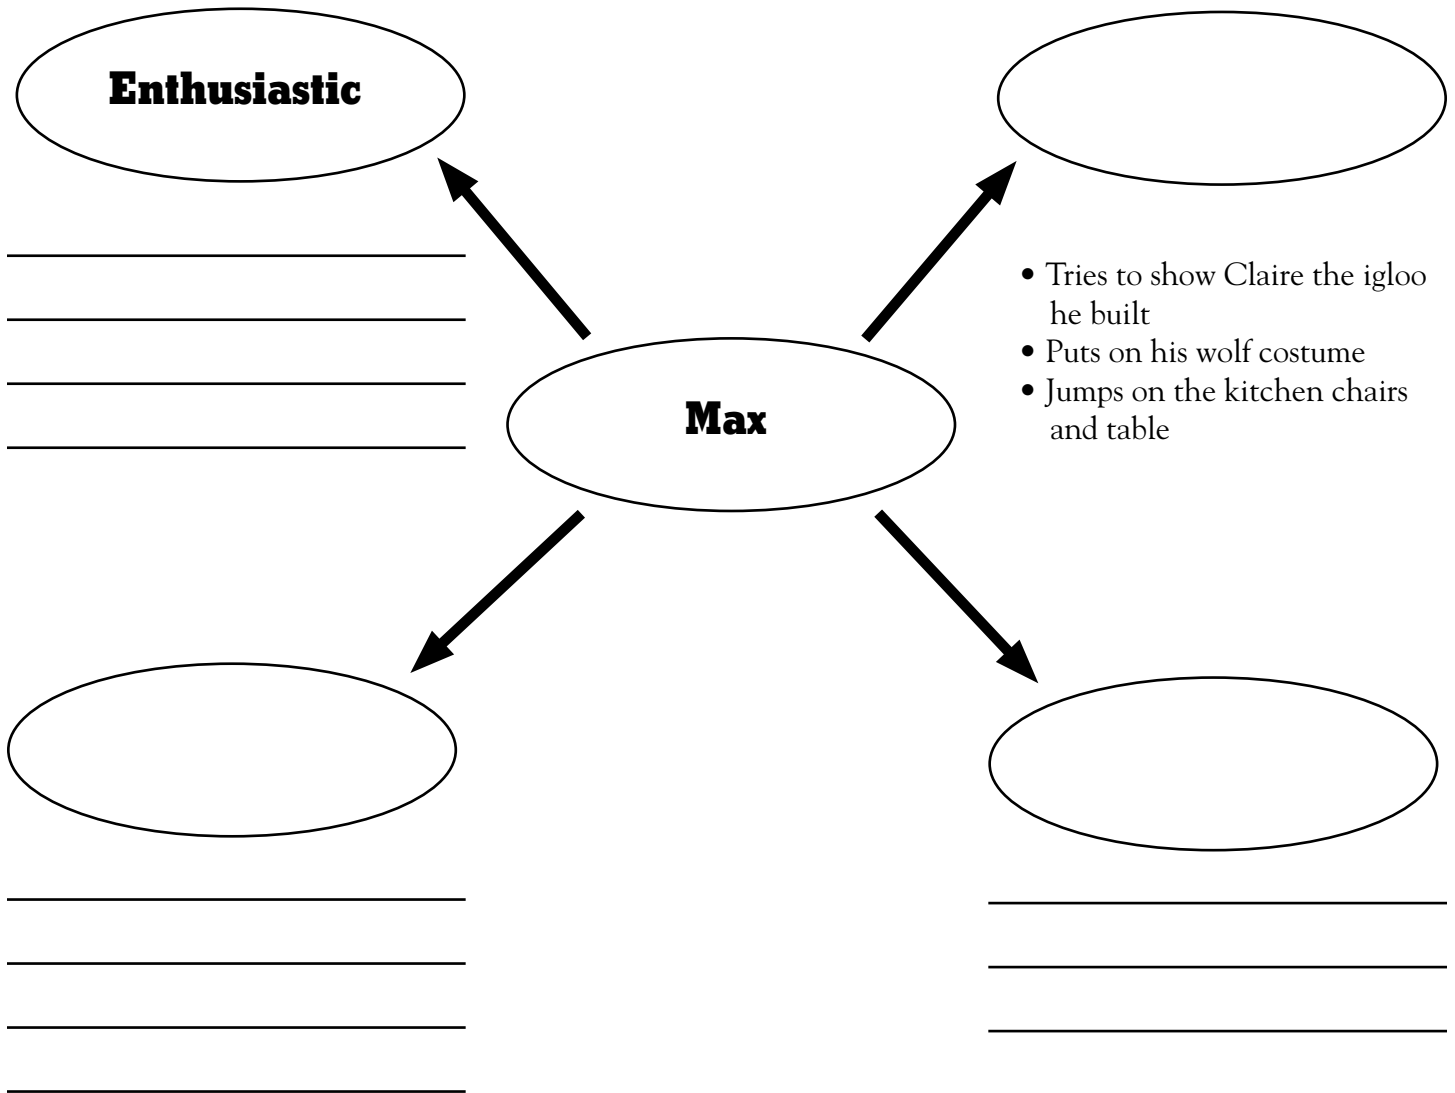 Enthusiastic
• Tries to show Claire the igloo
he built
• Puts on his wolf costume
• Jumps on the kitchen chairs
and table
Max